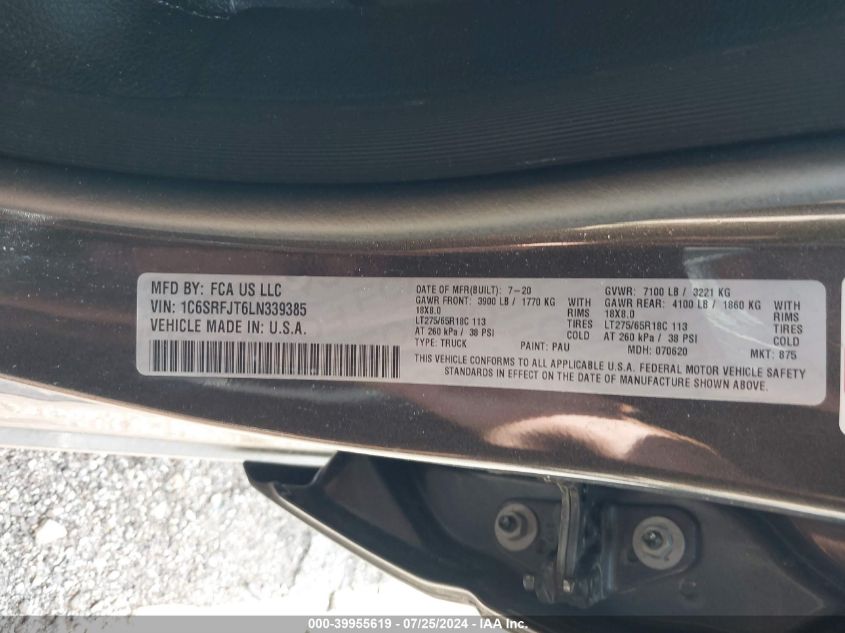 MFD BY: FCA US LLC
VIN: 1C6SRFJT6LN339385
VEHICLE MADE IN U.S.A.
DATE OF MFR(BUILT): 7-20
GVWR: 7100 LB / 3221 KG
GAWR FRONT: 3900 LB / 1770 KG WITH
GAWR REAR: 4100 LB / 1860 KG WITH
18X8.0 RIMS
18X8.0 RIMS
LT275/65R18C 113 TIRES
LT275/65R18C 113 TIRES
AT 260 kPa / 38 PSI COLD
AT 260 kPa / 38 PSI COLD
TYPE: TRUCK PAINT: PAU MDH: 070620 MKT: 875
THIS VEHICLE CONFORMS TO ALL APPLICABLE U.S.A. FEDERAL MOTOR VEHICLE SAFETY
STANDARDS IN EFFECT ON THE DATE OF MANUFACTURE SHOWN ABOVE.
000-39955619 - 07/25/2024 - IAA Inc.